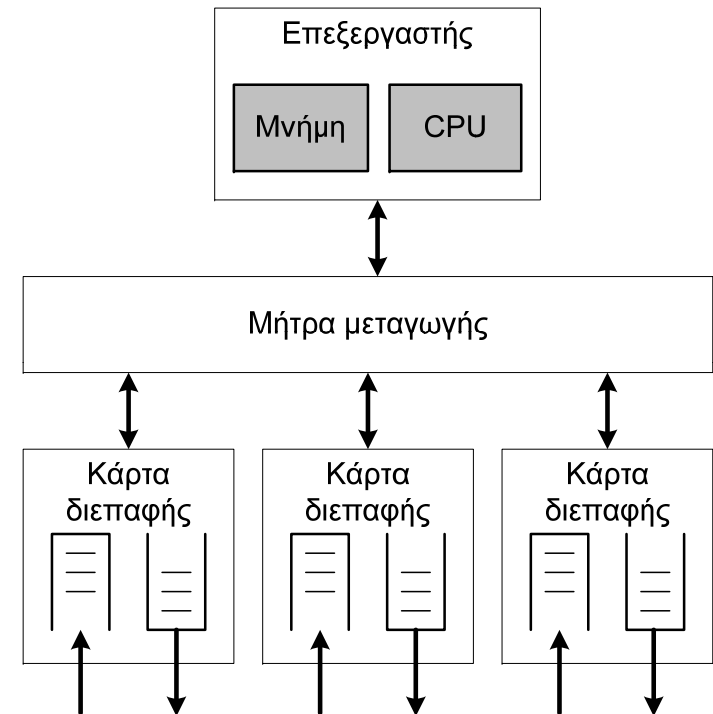 Επεξεργαστής
Μνήμη
CPU
Μήτρα μεταγωγής
Κάρτα
διεπαφής
Κάρτα
διεπαφής
Κάρτα
διεπαφής